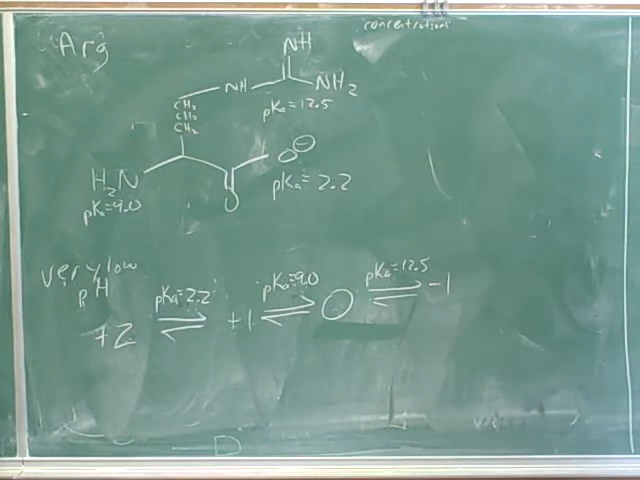 concentrations
Arg
NH
NH
NH2
pKa=12.5
CH2
CH2
CH2
O⊖
H2N
O
pKa=2.2
pKa=9.0
very low
pH
pKa=2.2
pKa=9.0
pKa=12.5
+2 ⇌ +1 ⇌ 0 ⇌ -1